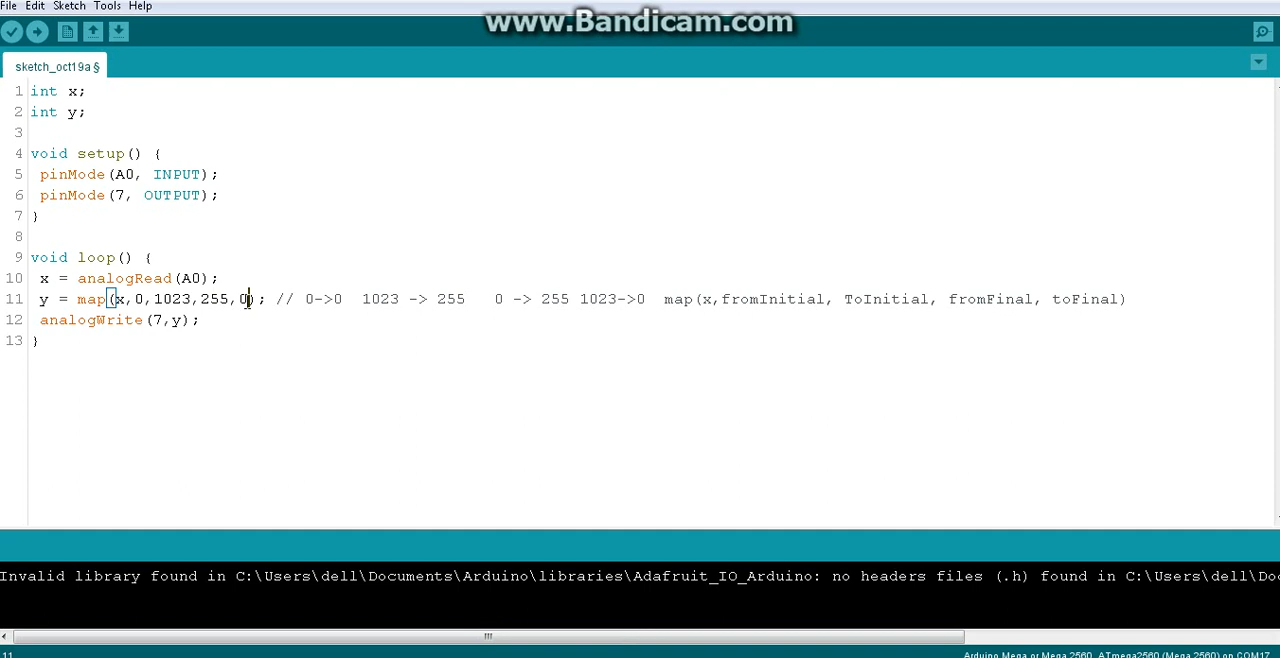 File Edit Sketch Tools Help
www.Bandicam.com
sketch_oct19a §
1 int x;
2 int y;
3
4 void setup() {
5 pinMode(A0, INPUT);
6 pinMode(7, OUTPUT);
7 }
8
9 void loop() {
10 x = analogRead(A0);
11 y = map(x,0,1023,255,0); // 0->0 1023 -> 255 0 -> 255 1023->0 map(x,fromInitial, ToInitial, fromFinal, toFinal)
12 analogWrite(7,y);
13 }
Invalid library found in C:\Users\dell\Documents\Arduino\libraries\Adafruit_IO_Arduino: no headers files (.h) found in C:\Users\dell\Do
11 Arduino Mega or Mega 2560, ATmega2560 (Mega 2560) on COM17